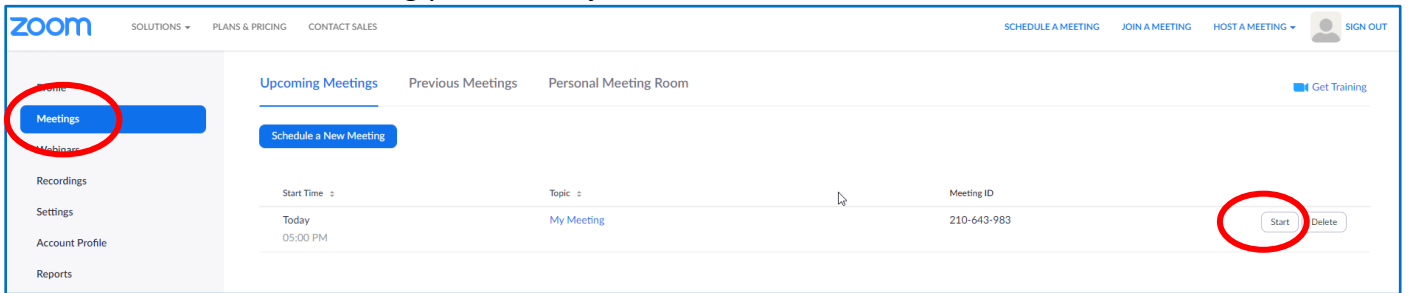 zoom SOLUTIONS PLANS & PRICING CONTACT SALES SCHEDULE A MEETING JOIN A MEETING HOST A MEETING SIGN OUT
Profile
Meetings
Webinars
Recordings
Settings
Account Profile
Reports
Upcoming Meetings Previous Meetings Personal Meeting Room Get Training
Schedule a New Meeting
Start Time Topic Meeting ID
Today My Meeting 210-643-983 Start Delete
05:00 PM